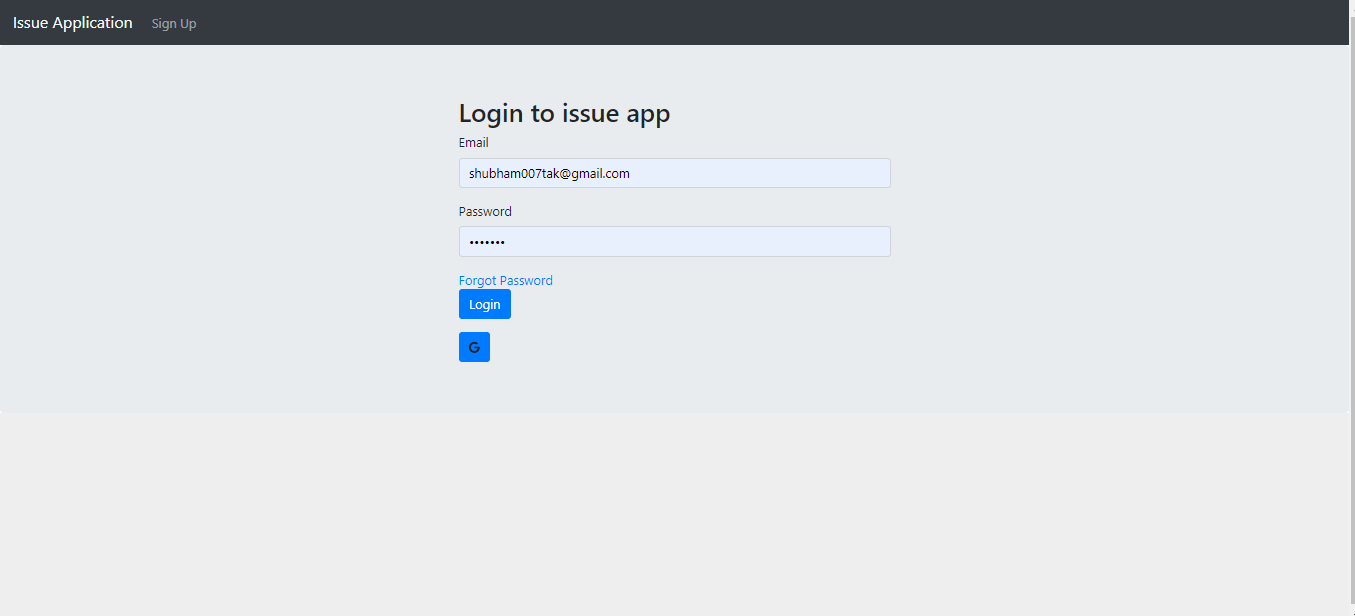 Issue Application Sign Up
Login to issue app
Email
shubham007tak@gmail.com
Password
•••••••
Forgot Password
Login
G